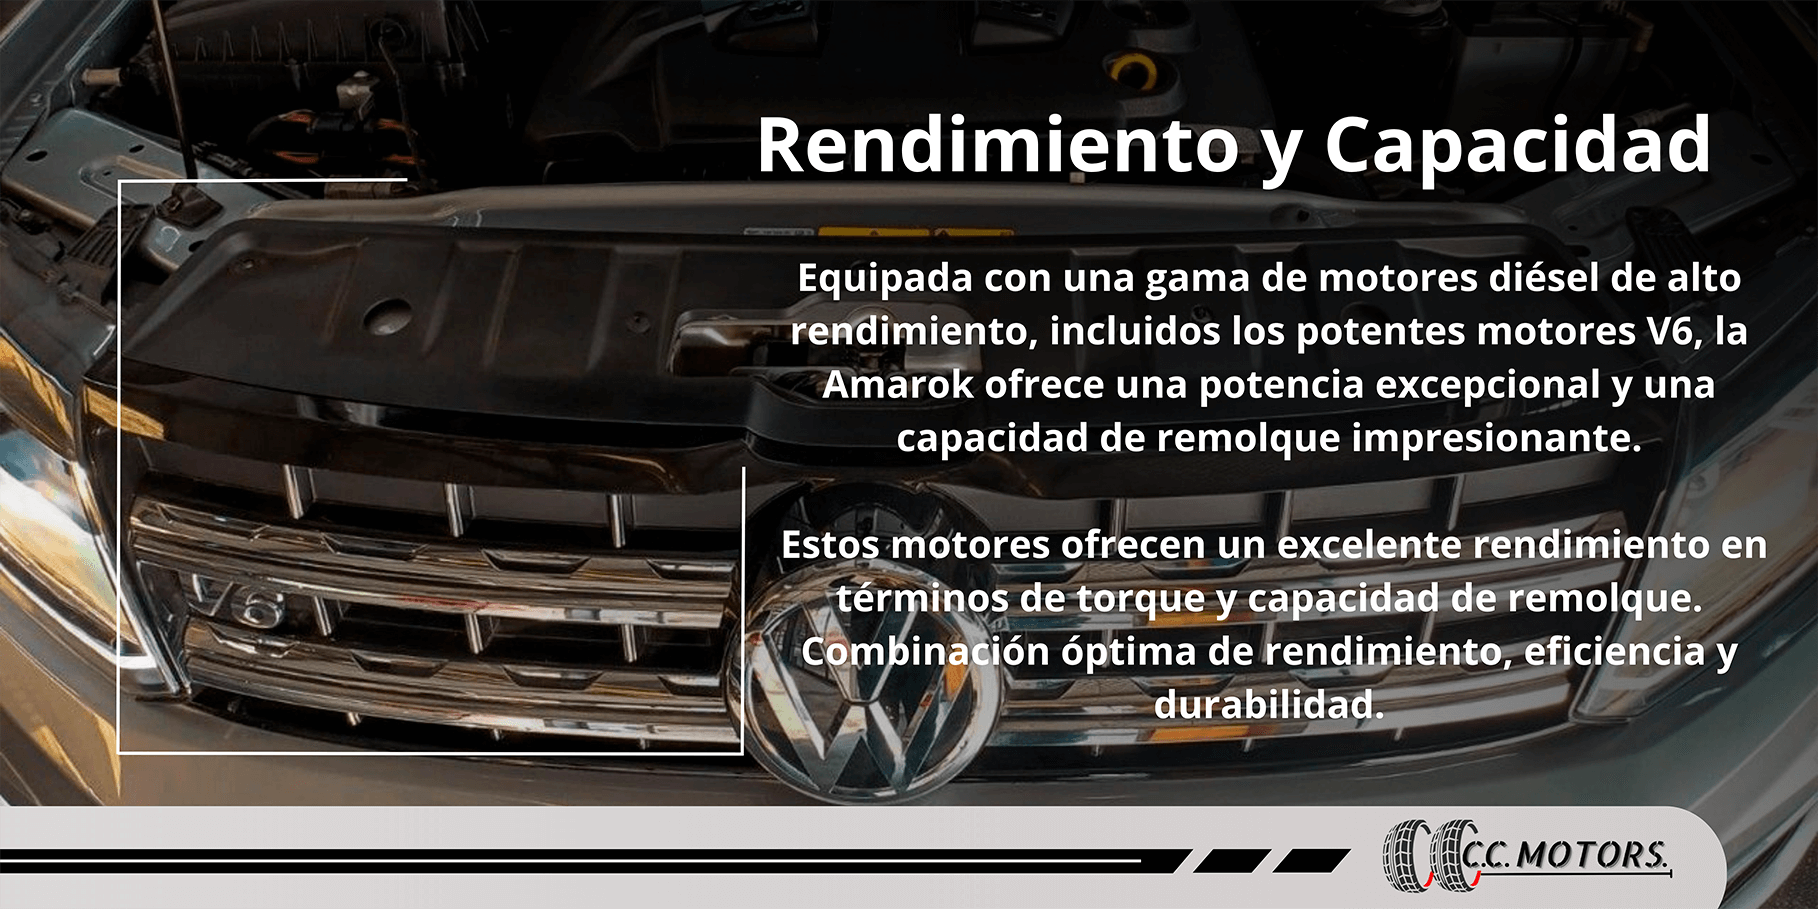 Rendimiento y Capacidad
Equipada con una gama de motores diésel de alto
rendimiento, incluidos los potentes motores V6, la
Amarok ofrece una potencia excepcional y una
capacidad de remolque impresionante.
Estos motores ofrecen un excelente rendimiento en
términos de torque y capacidad de remolque.
Combinación óptima de rendimiento, eficiencia y
durabilidad.
V6
C.C. MOTORS.